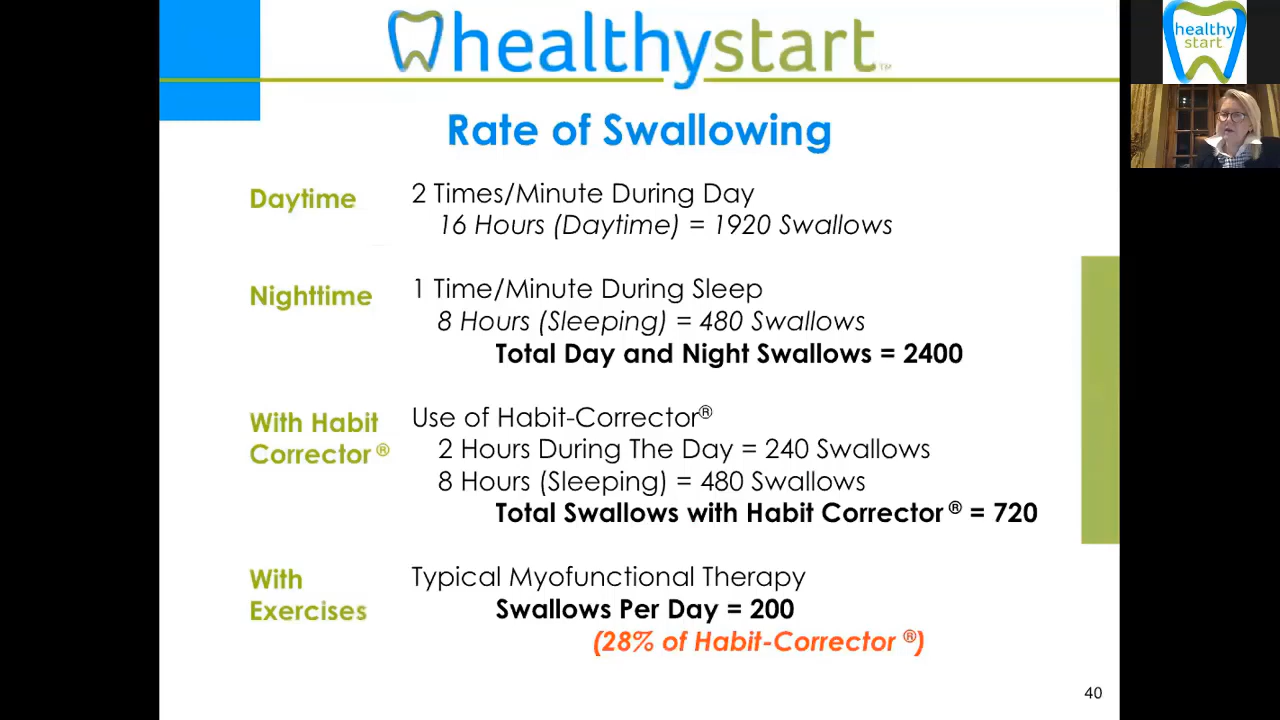 healthystart™
healthy
start
Rate of Swallowing
Daytime
2 Times/Minute During Day
16 Hours (Daytime) = 1920 Swallows
Nighttime
1 Time/Minute During Sleep
8 Hours (Sleeping) = 480 Swallows
Total Day and Night Swallows = 2400
With Habit
Corrector ®
Use of Habit-Corrector®
2 Hours During The Day = 240 Swallows
8 Hours (Sleeping) = 480 Swallows
Total Swallows with Habit Corrector ® = 720
With
Exercises
Typical Myofunctional Therapy
Swallows Per Day = 200
(28% of Habit-Corrector ®)
40